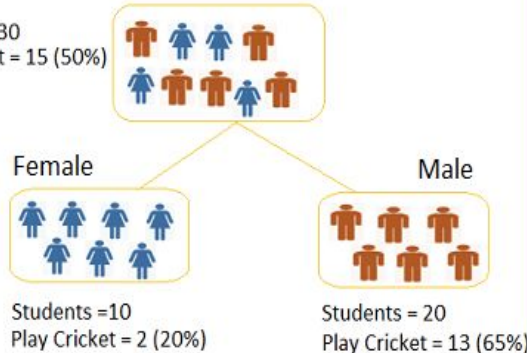 30
t = 15 (50%)
Female
Male
Students =10
Play Cricket = 2 (20%)
Students = 20
Play Cricket = 13 (65%)